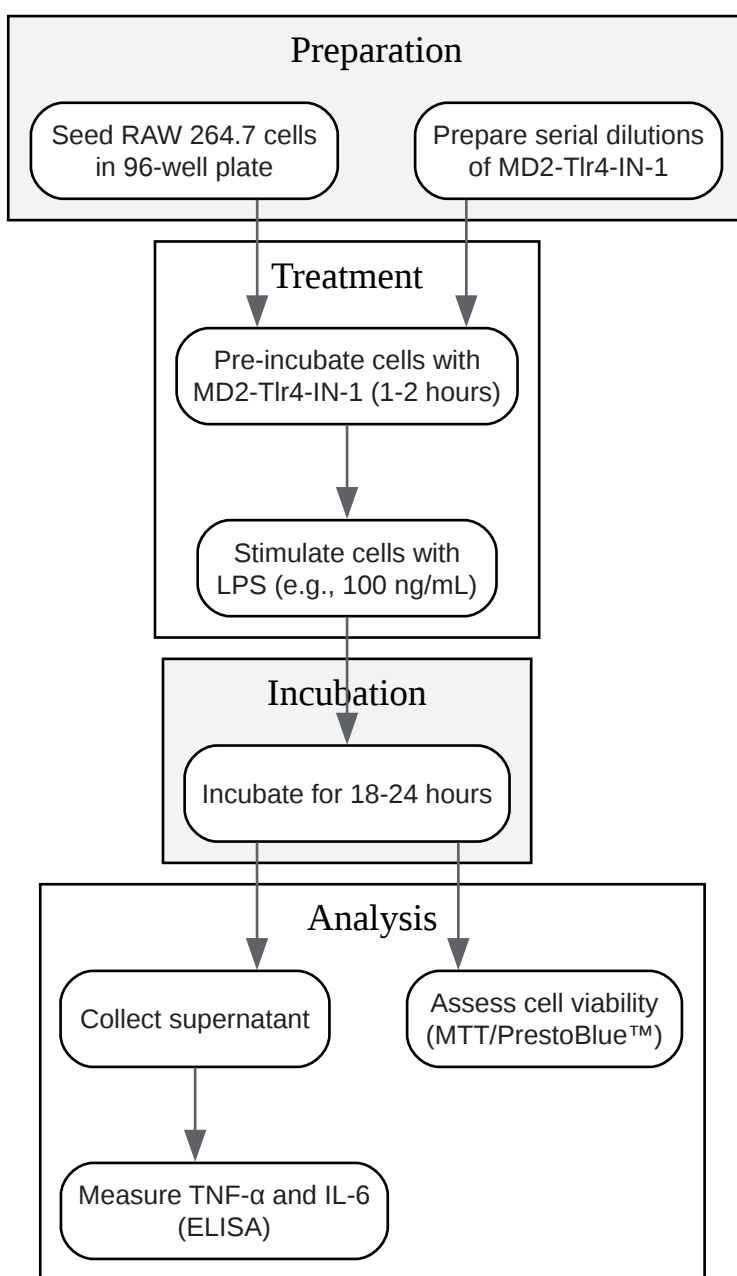 Preparation
Seed RAW 264.7 cells
in 96-well plate
Prepare serial dilutions
of MD2-Tlr4-IN-1
Treatment
Pre-incubate cells with
MD2-Tlr4-IN-1 (1-2 hours)
Stimulate cells with
LPS (e.g., 100 ng/mL)
Incubation
Incubate for 18-24 hours
Analysis
Collect supernatant
Assess cell viability
(MTT/PrestoBlue™)
Measure TNF-α and IL-6
(ELISA)